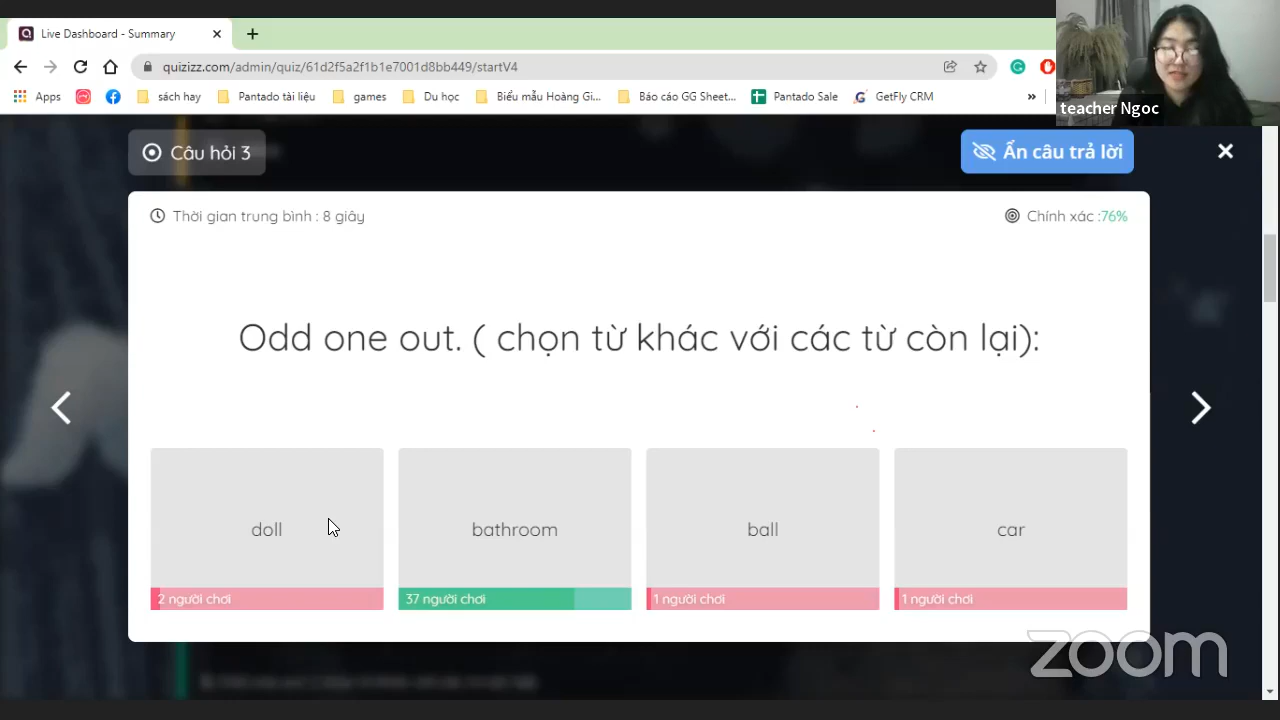 Live Dashboard - Summary
quizizz.com/admin/quiz/61d2f5a2f1b1e7001d8bb449/startV4
Apps
sách hay
Pantado tài liệu
games
Du học
Biểu mẫu Hoàng Gi...
Báo cáo GG Sheet...
Pantado Sale
GetFly CRM
»
teacher Ngoc
Câu hỏi 3
Ẩn câu trả lời
Thời gian trung bình : 8 giây
Chính xác :76%
Odd one out. ( chọn từ khác với các từ còn lại):
doll
bathroom
ball
car
2 người chơi
37 người chơi
1 người chơi
1 người chơi
zoom